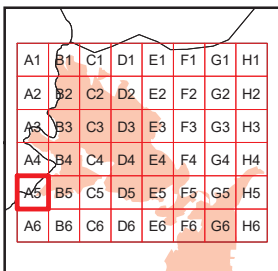 A1 B1 C1 D1 E1 F1 G1 H1
A2 B2 C2 D2 E2 F2 G2 H2
A3 B3 C3 D3 E3 F3 G3 H3
A4 B4 C4 D4 E4 F4 G4 H4
A5 B5 C5 D5 E5 F5 G5 H5
A6 B6 C6 D6 E6 F6 G6 H6